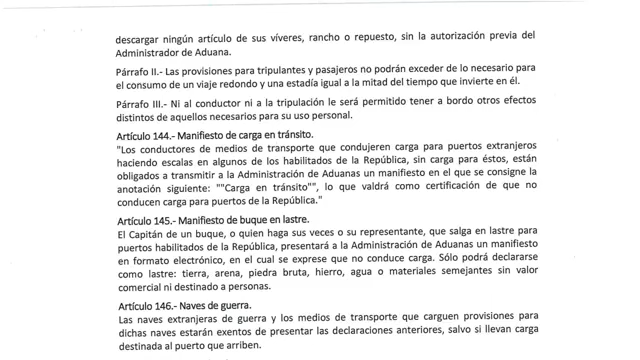 descargar ningún artículo de sus víveres, rancho o repuesto, sin la autorización previa del
Administrador de Aduana.
Párrafo II.- Las provisiones para tripulantes y pasajeros no podrán exceder de lo necesario para
el consumo de un viaje redondo y una estadía igual a la mitad del tiempo que invierte en él.
Párrafo III.- Ni al conductor ni a la tripulación le será permitido tener a bordo otros efectos
distintos de aquellos necesarios para su uso personal.
Artículo 144.- Manifiesto de carga en tránsito.
"Los conductores de medios de transporte que condujeren carga para puertos extranjeros
haciendo escalas en algunos de los habilitados de la República, sin carga para éstos, están
obligados a transmitir a la Administración de Aduanas un manifiesto en el que se consigne la
anotación siguiente: ""Carga en tránsito"", lo que valdrá como certificación de que no
conducen carga para puertos de la República."
Artículo 145.- Manifiesto de buque en lastre.
El Capitán de un buque, o quien haga sus veces o su representante, que salga en lastre para
puertos habilitados de la República, presentará a la Administración de Aduanas un manifiesto
en formato electrónico, en el cual se exprese que no conduce carga. Sólo podrá declararse
como lastre: tierra, arena, piedra bruta, hierro, agua o materiales semejantes sin valor
comercial ni destinado a personas.
Artículo 146.- Naves de guerra.
Las naves extranjeras de guerra y los medios de transporte que carguen provisiones para
dichas naves estarán exentos de presentar las declaraciones anteriores, salvo si llevan carga
destinada al puerto que arriben.